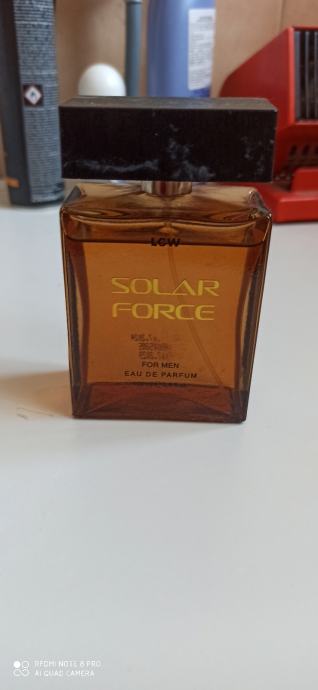 LCW
SOLAR
FORCE
FOR MEN
EAU DE PARFUM
REDMI NOTE 8 PRO
AI QUAD CAMERA